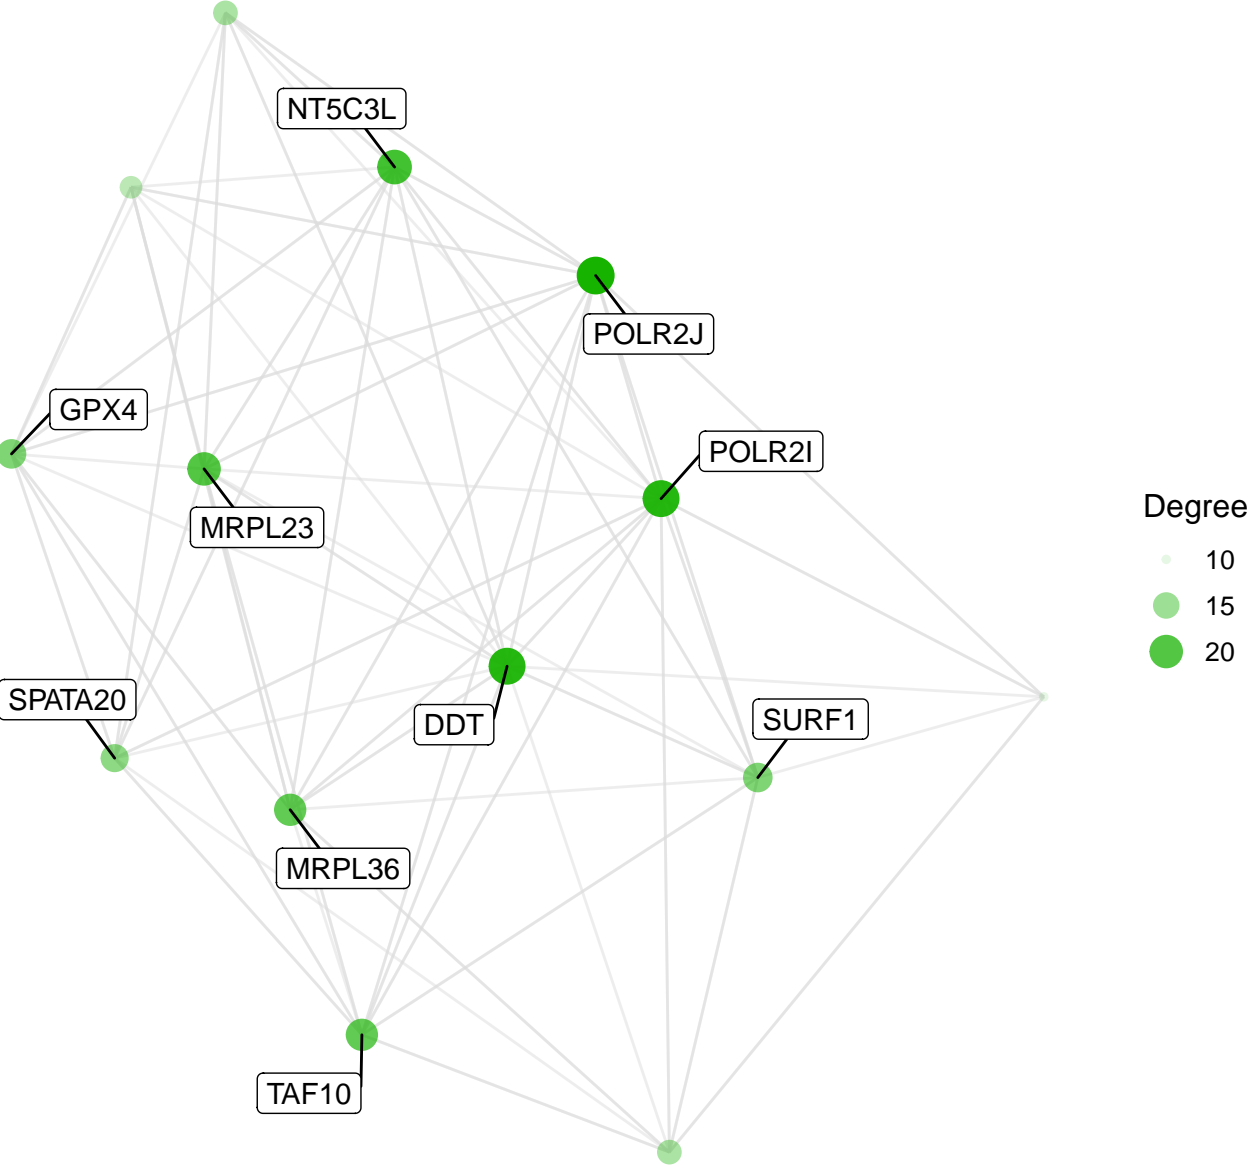 NT5C3L
POLR2J
GPX4
POLR2I
MRPL23
SPATA20
DDT
SURF1
MRPL36
TAF10
Degree
10
15
20